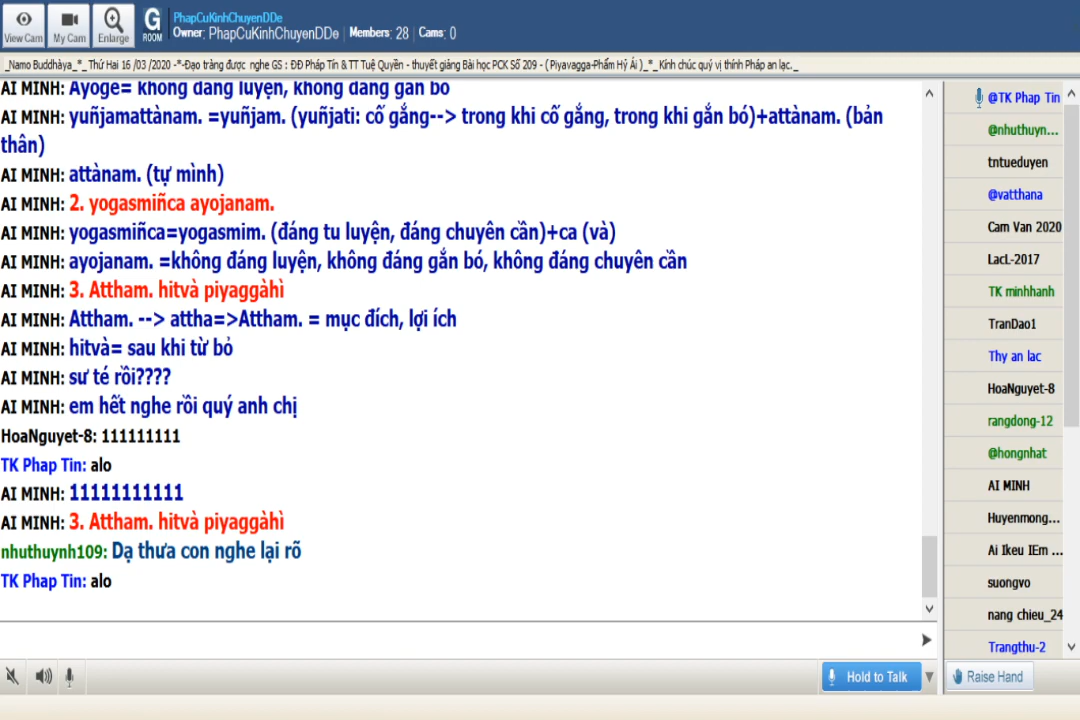 View Cam
My Cam
Enlarge
G
ROOM
PhapCuKinhChuyenDDe
Owner: PhapCuKinhChuyenDDe | Members: 28 | Cams: 0
_Namo Buddhàya_*_ Thứ Hai 16 /03 /2020 -*-Đạo tràng được nghe GS : ĐĐ Pháp Tín & TT Tuệ Quyền - thuyết giảng Bài học PCK Số 209 - ( Piyavagga-Phẩm Hỷ Ái )_*_ Kính chúc quý vị thính Pháp an lạc._
AI MINH: Ayoge= không đáng luyện, không đáng gắn bó
AI MINH: yuñjamattànam. =yuñjam. (yuñjati: cố gắng--> trong khi cố gắng, trong khi gắn bó)+attànam. (bản
thân)
AI MINH: attànam. (tự mình)
AI MINH: 2. yogasmiñca ayojanam.
AI MINH: yogasmiñca=yogasmim. (đáng tu luyện, đáng chuyên cần)+ca (và)
AI MINH: ayojanam. =không đáng luyện, không đáng gắn bó, không đáng chuyên cần
AI MINH: 3. Attham. hitvà piyaggàhì
AI MINH: Attham. --> attha=>Attham. = mục đích, lợi ích
AI MINH: hitvà= sau khi từ bỏ
AI MINH: sư té rồi????
AI MINH: em hết nghe rồi quý anh chị
HoaNguyet-8: 111111111
TK Phap Tin: alo
AI MINH: 11111111111
AI MINH: 3. Attham. hitvà piyaggàhì
nhuthuynh109: Dạ thưa con nghe lại rõ
TK Phap Tin: alo
@TK Phap Tin
@nhuthuyn...
tntueduyen
@vatthana
Cam Van 2020
LacL-2017
TK minhhanh
TranDao1
Thy an lac
HoaNguyet-8
rangdong-12
@hongnhat
AI MINH
Huyenmong...
Ai Ikeu IEm ...
suongvo
nang chieu_24
Trangthu-2
Hold to Talk
Raise Hand